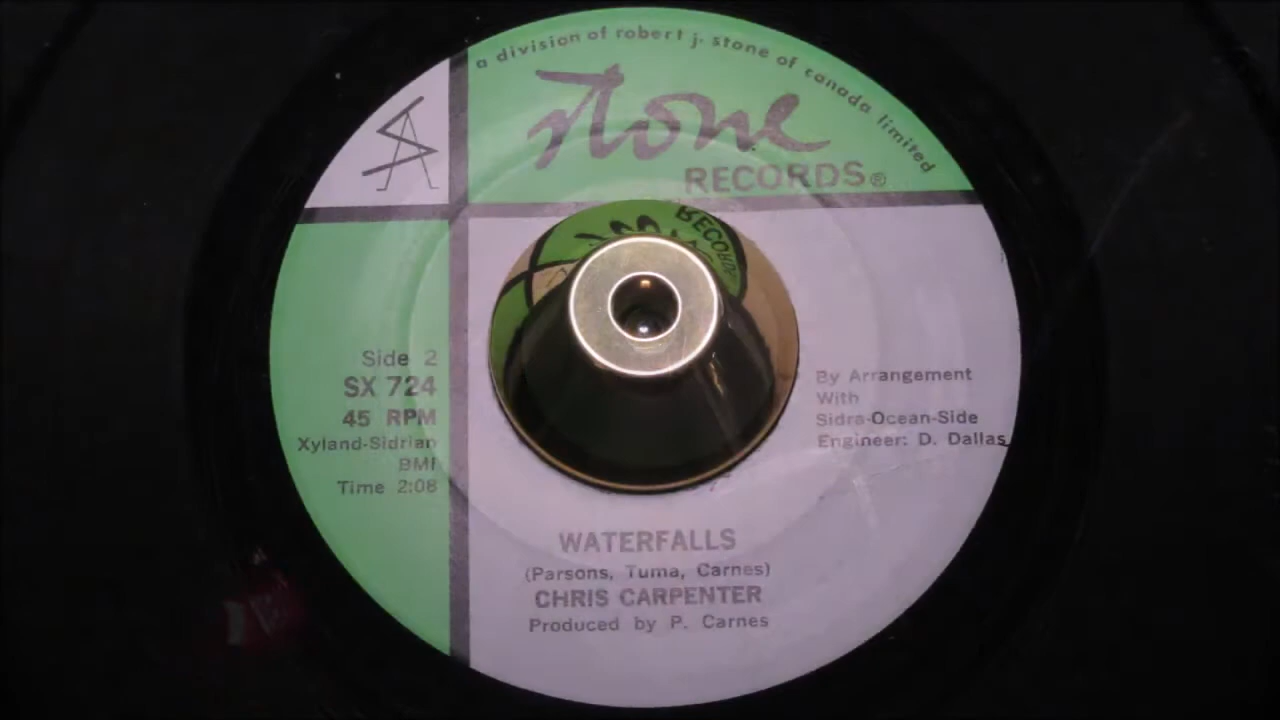 a division of robert j. stone of canada limited
stone
RECORDS®
Side 2
SX 724
45 RPM
Xyland-Sidrian
BMI
Time 2:08
By Arrangement
With
Sidra-Ocean-Side
Engineer: D. Dallas
WATERFALLS
(Parsons, Tuma, Carnes)
CHRIS CARPENTER
Produced by P. Carnes